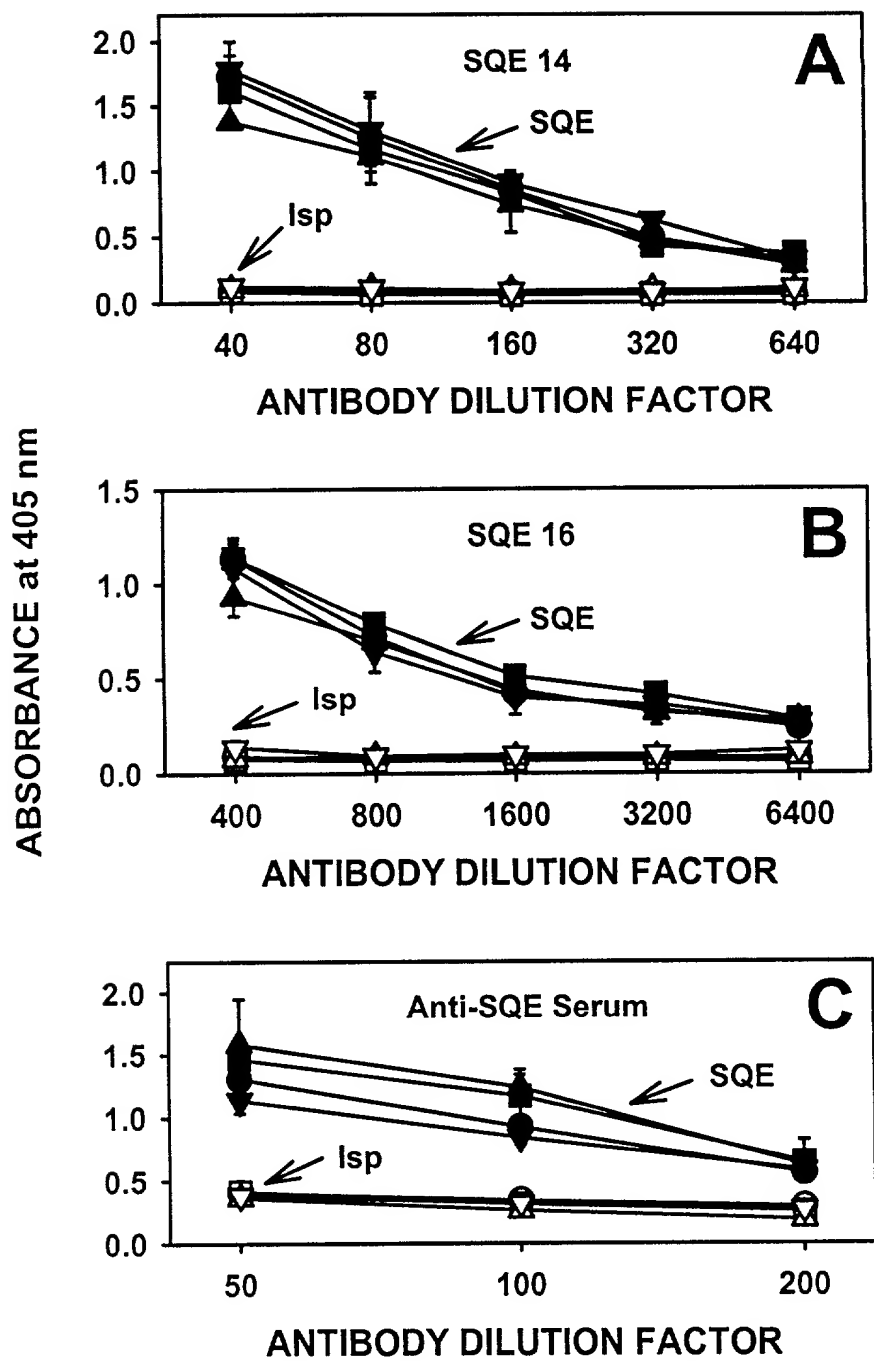 ABSORBANCE at 405 nm
A
SQE 14
SQE
Isp
2.0
1.5
1.0
0.5
0.0
40 80 160 320 640
ANTIBODY DILUTION FACTOR
B
SQE 16
SQE
Isp
1.5
1.0
0.5
0.0
400 800 1600 3200 6400
ANTIBODY DILUTION FACTOR
C
Anti-SQE Serum
SQE
Isp
2.0
1.5
1.0
0.5
0.0
50 100 200
ANTIBODY DILUTION FACTOR